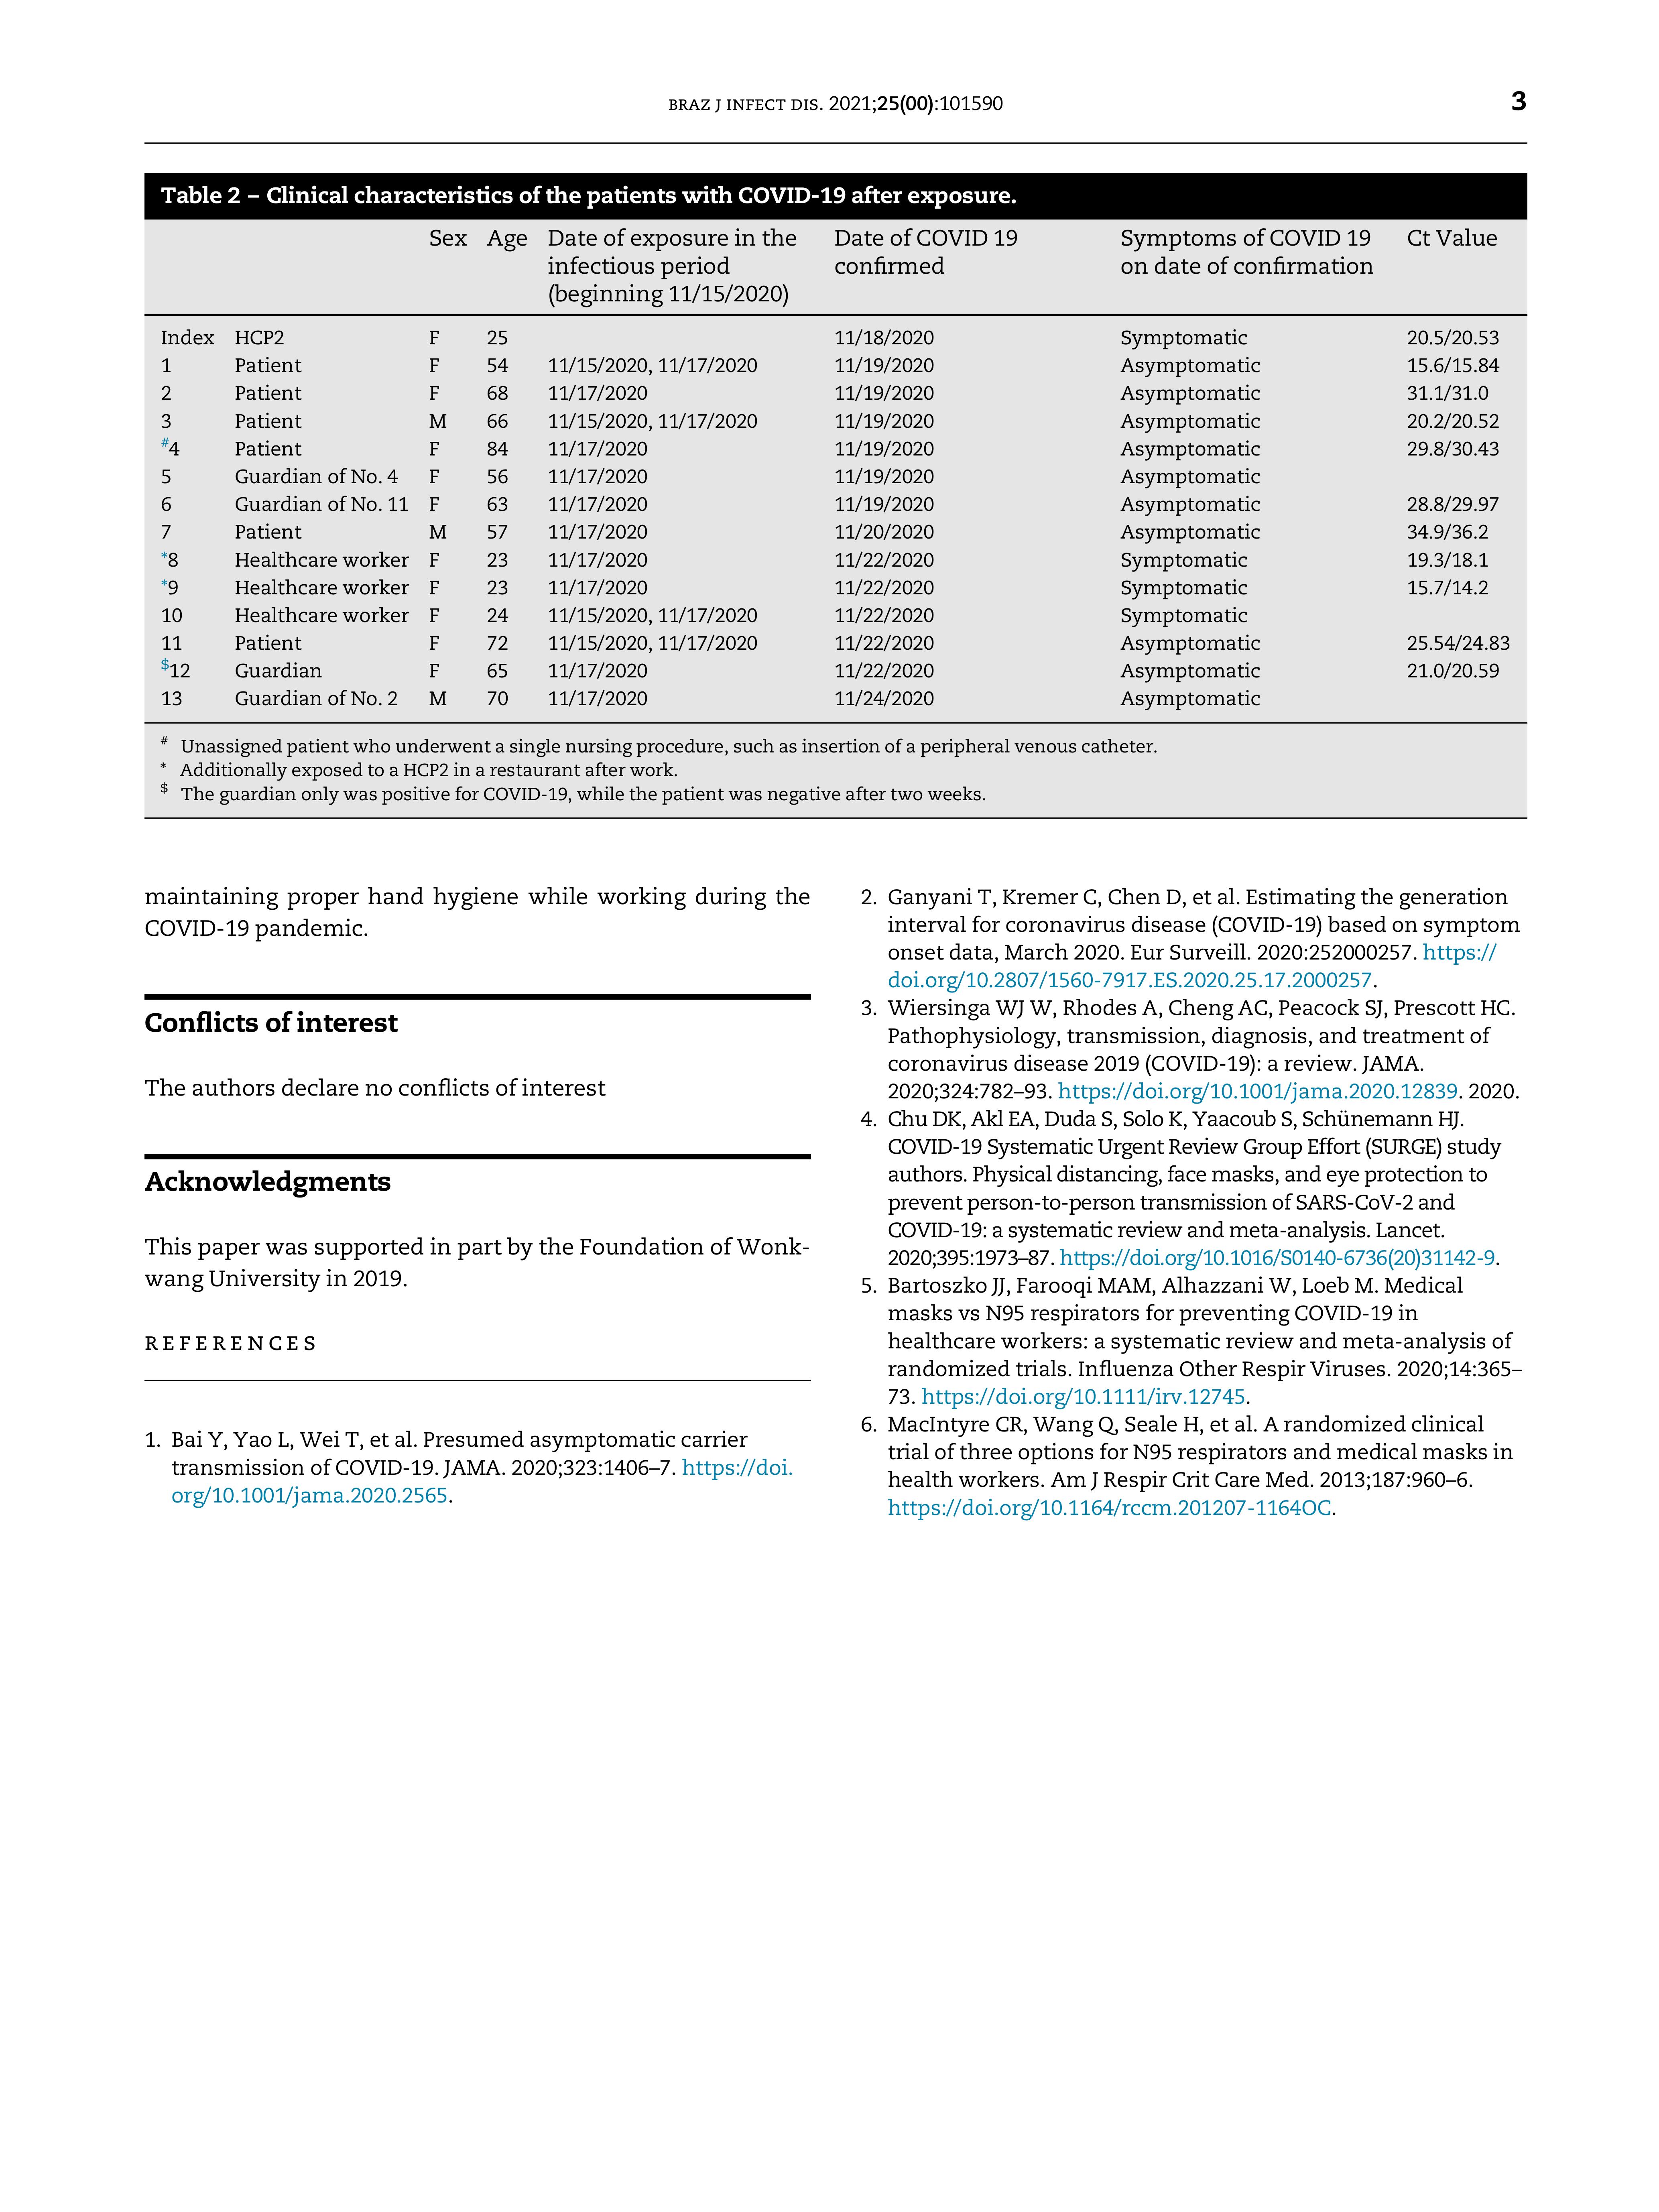 BRAZ J INFECT DIS. 2021;25(00):101590
3
Table 2 – Clinical characteristics of the patients with COVID-19 after exposure.
Sex Age Date of exposure in the infectious period (beginning 11/15/2020) Date of COVID 19 confirmed Symptoms of COVID 19 on date of confirmation Ct Value
Index HCP2 F 25 11/18/2020 Symptomatic 20.5/20.53
1 Patient F 54 11/15/2020, 11/17/2020 11/19/2020 Asymptomatic 15.6/15.84
2 Patient F 68 11/17/2020 11/19/2020 Asymptomatic 31.1/31.0
3 Patient M 66 11/15/2020, 11/17/2020 11/19/2020 Asymptomatic 20.2/20.52
#4 Patient F 84 11/17/2020 11/19/2020 Asymptomatic 29.8/30.43
5 Guardian of No. 4 F 56 11/17/2020 11/19/2020 Asymptomatic
6 Guardian of No. 11 F 63 11/17/2020 11/19/2020 Asymptomatic 28.8/29.97
7 Patient M 57 11/17/2020 11/20/2020 Asymptomatic 34.9/36.2
*8 Healthcare worker F 23 11/17/2020 11/22/2020 Symptomatic 19.3/18.1
*9 Healthcare worker F 23 11/17/2020 11/22/2020 Symptomatic 15.7/14.2
10 Healthcare worker F 24 11/15/2020, 11/17/2020 11/22/2020 Symptomatic
11 Patient F 72 11/15/2020, 11/17/2020 11/22/2020 Asymptomatic 25.54/24.83
$12 Guardian F 65 11/17/2020 11/22/2020 Asymptomatic 21.0/20.59
13 Guardian of No. 2 M 70 11/17/2020 11/24/2020 Asymptomatic
# Unassigned patient who underwent a single nursing procedure, such as insertion of a peripheral venous catheter.
* Additionally exposed to a HCP2 in a restaurant after work.
$ The guardian only was positive for COVID-19, while the patient was negative after two weeks.
maintaining proper hand hygiene while working during the
COVID-19 pandemic.
Conflicts of interest
The authors declare no conflicts of interest
Acknowledgments
This paper was supported in part by the Foundation of Wonk-
wang University in 2019.
REFERENCES
1. Bai Y, Yao L, Wei T, et al. Presumed asymptomatic carrier
transmission of COVID-19. JAMA. 2020;323:1406–7. https://doi.
org/10.1001/jama.2020.2565.
2. Ganyani T, Kremer C, Chen D, et al. Estimating the generation
interval for coronavirus disease (COVID-19) based on symptom
onset data, March 2020. Eur Surveill. 2020:252000257. https://
doi.org/10.2807/1560-7917.ES.2020.25.17.2000257.
3. Wiersinga WJ W, Rhodes A, Cheng AC, Peacock SJ, Prescott HC.
Pathophysiology, transmission, diagnosis, and treatment of
coronavirus disease 2019 (COVID-19): a review. JAMA.
2020;324:782–93. https://doi.org/10.1001/jama.2020.12839. 2020.
4. Chu DK, Akl EA, Duda S, Solo K, Yaacoub S, Schünemann HJ.
COVID-19 Systematic Urgent Review Group Effort (SURGE) study
authors. Physical distancing, face masks, and eye protection to
prevent person-to-person transmission of SARS-CoV-2 and
COVID-19: a systematic review and meta-analysis. Lancet.
2020;395:1973–87. https://doi.org/10.1016/S0140-6736(20)31142-9.
5. Bartoszko JJ, Farooqi MAM, Alhazzani W, Loeb M. Medical
masks vs N95 respirators for preventing COVID-19 in
healthcare workers: a systematic review and meta-analysis of
randomized trials. Influenza Other Respir Viruses. 2020;14:365–
73. https://doi.org/10.1111/irv.12745.
6. MacIntyre CR, Wang Q, Seale H, et al. A randomized clinical
trial of three options for N95 respirators and medical masks in
health workers. Am J Respir Crit Care Med. 2013;187:960–6.
https://doi.org/10.1164/rccm.201207-1164OC.